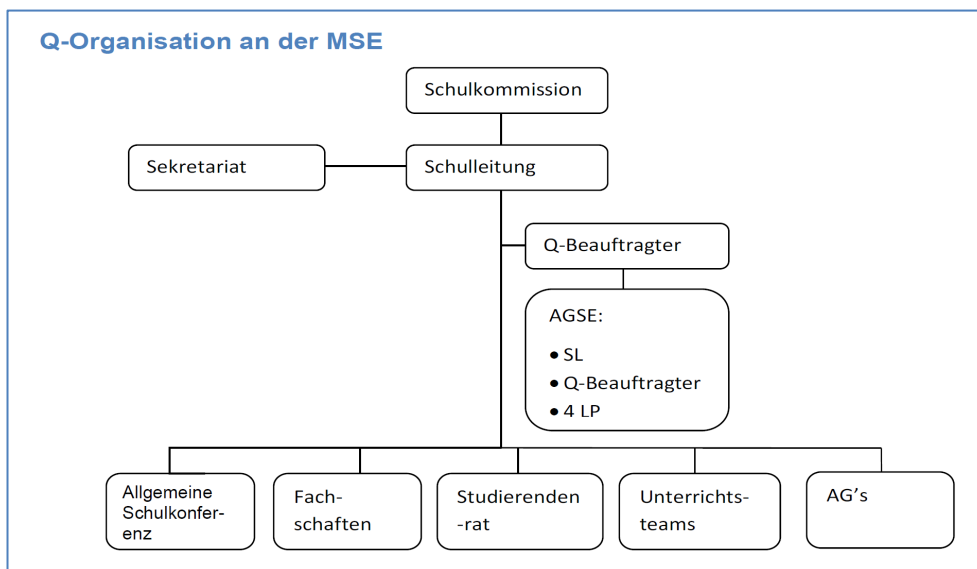 Q-Organisation an der MSE
Schulkommission
Sekretariat
Schulleitung
Q-Beauftragter
AGSE:
• SL
• Q-Beauftragter
• 4 LP
Allgemeine
Schulkonfer-
enz
Fach-
schaften
Studierenden
-rat
Unterrichts-
teams
AG's